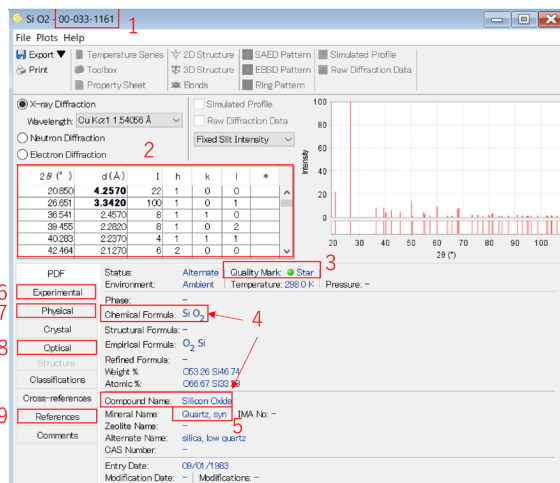 Si O2 - 00-033-1161
1
File Plots Help
Export ▼ Temperature Series 2D Structure SAED Pattern Simulated Profile
Print Toolbox 3D Structure EBSD Pattern Raw Diffraction Data
Property Sheet Bonds Ring Pattern
X-ray Diffraction
Wavelength: Cu Kα1 1.54056 Å
Neutron Diffraction
Electron Diffraction
Simulated Profile
Raw Diffraction Data
Fixed Slit Intensity
2
2θ (°) d (Å) I h k l *
20.850 4.2570 22 1 0 0
26.651 3.3420 100 1 0 1
36.541 2.4570 8 1 1 0
39.455 2.2820 8 1 0 2
40.283 2.2370 4 1 1 1
42.464 2.1270 6 2 0 0
Intensity
100
80
60
40
20
0
20 30 40 50 60 70 80 90 100
2θ (°)
3
PDF
6 Experimental
7 Physical
Crystal
8 Optical
Structure
Classifications
Cross-references
9 References
Comments
Status: Alternate Quality Mark: Star
Environment: Ambient Temperature: 298.0 K Pressure: -
Phase: -
Chemical Formula: Si O2
4
Structural Formula: -
Empirical Formula: O2 Si
Refined Formula: -
Weight %: O53.26 Si46.74
Atomic %: O66.67
Compound Name: Silicon Oxide
Mineral Name: Quartz, syn IMA No: -
5
Zeolite Name: -
Alternate Name: silica, low quartz
CAS Number: -
Entry Date: 09/01/1983
Modification Date: - Modifications: -